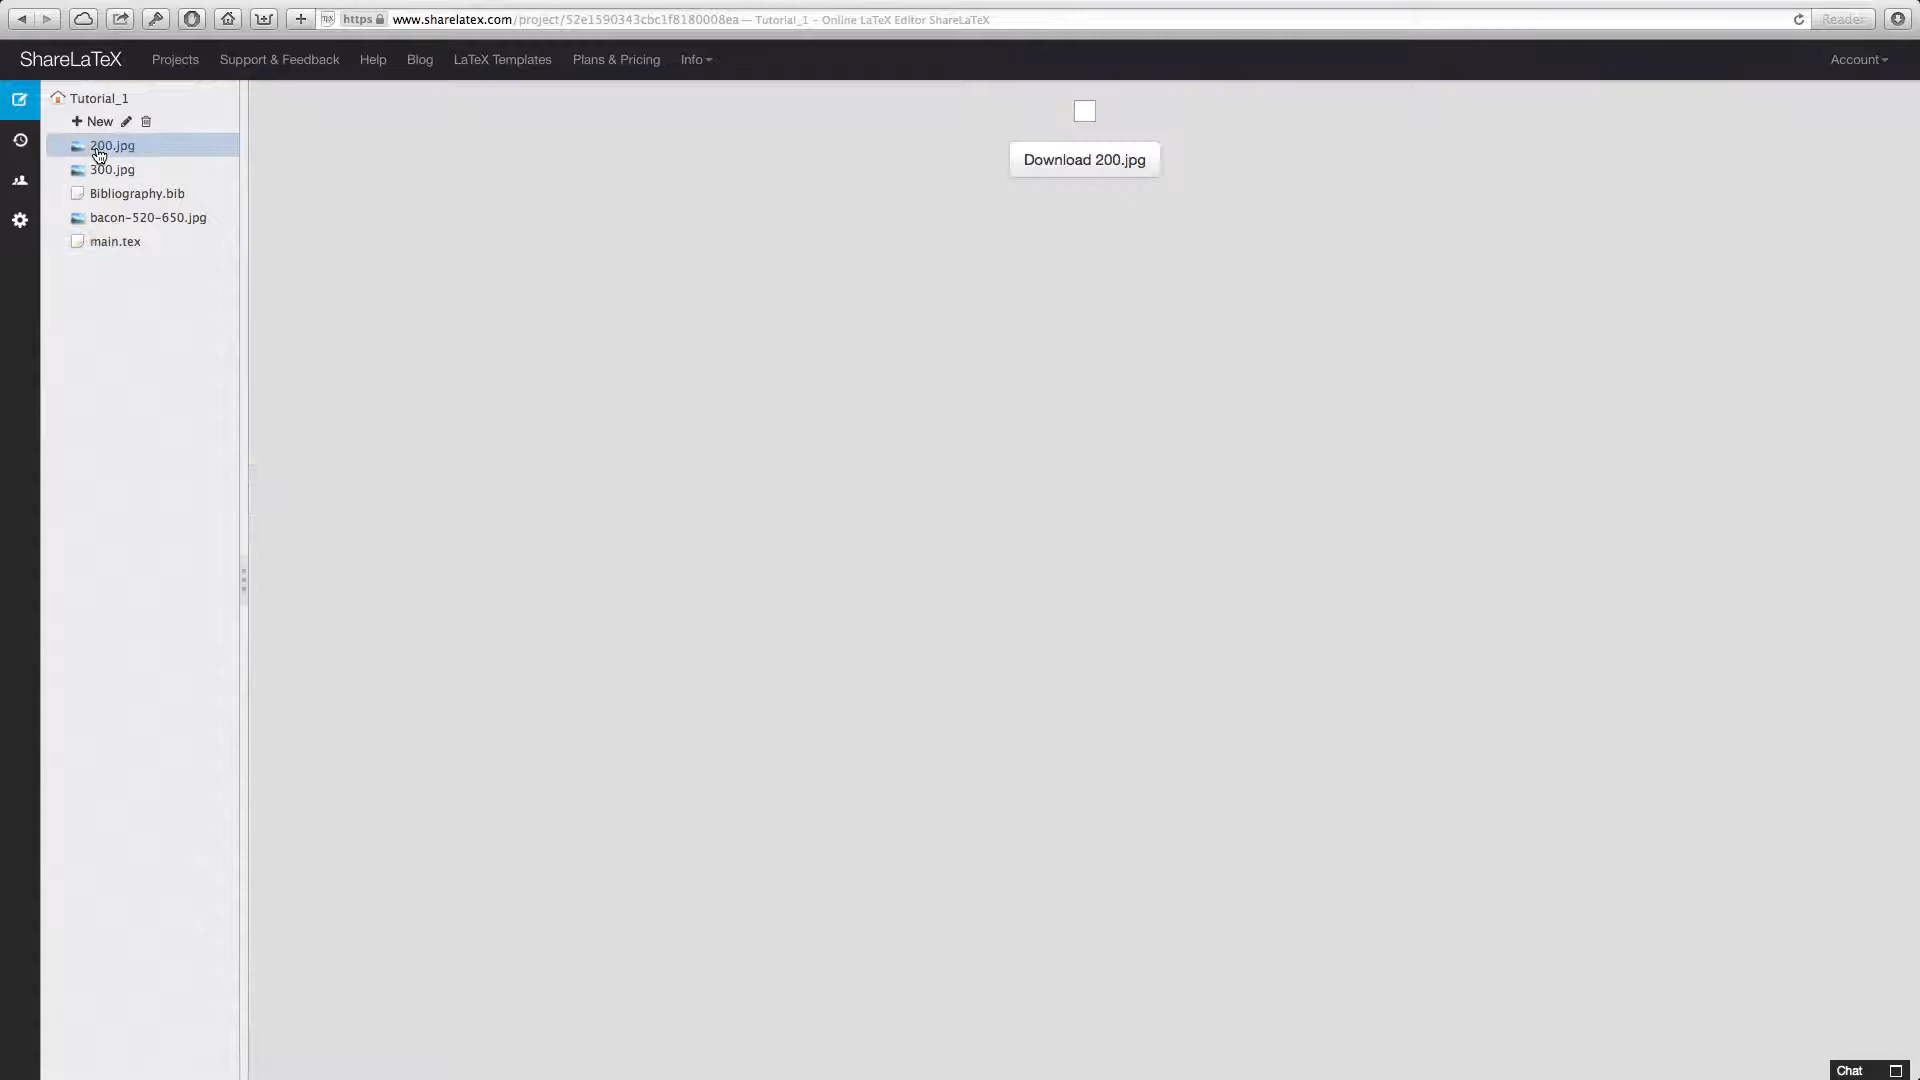 https www.sharelatex.com/project/52e1590343cbc1f8180008ea — Tutorial_1 – Online LaTeX Editor ShareLaTeX Reader
ShareLaTeX Projects Support & Feedback Help Blog LaTeX Templates Plans & Pricing Info Account
Tutorial_1
New
200.jpg
300.jpg
Bibliography.bib
bacon-520-650.jpg
main.tex
Download 200.jpg
Chat